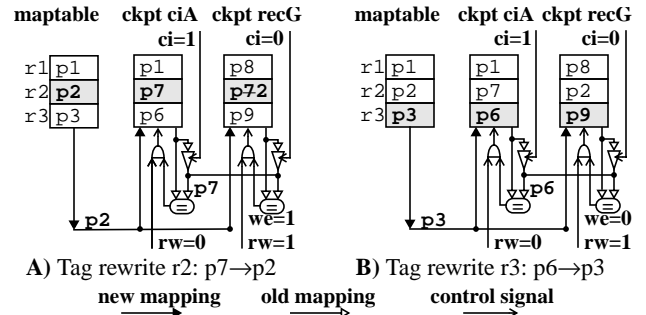 maptable ckpt ciA ckpt recG maptable ckpt ciA ckpt recG
ci=1 ci=0 ci=1 ci=0
r1 p1 p1 p8 r1 p1 p1 p8
r2 p2 p7 p72 r2 p2 p7 p2
r3 p3 p6 p9 r3 p3 p6 p9
p7 p6
= = = =
p2 we=1 p3 we=0
rw=0 rw=1 rw=0 rw=1
A) Tag rewrite r2: p7→p2 B) Tag rewrite r3: p6→p3
new mapping old mapping control signal